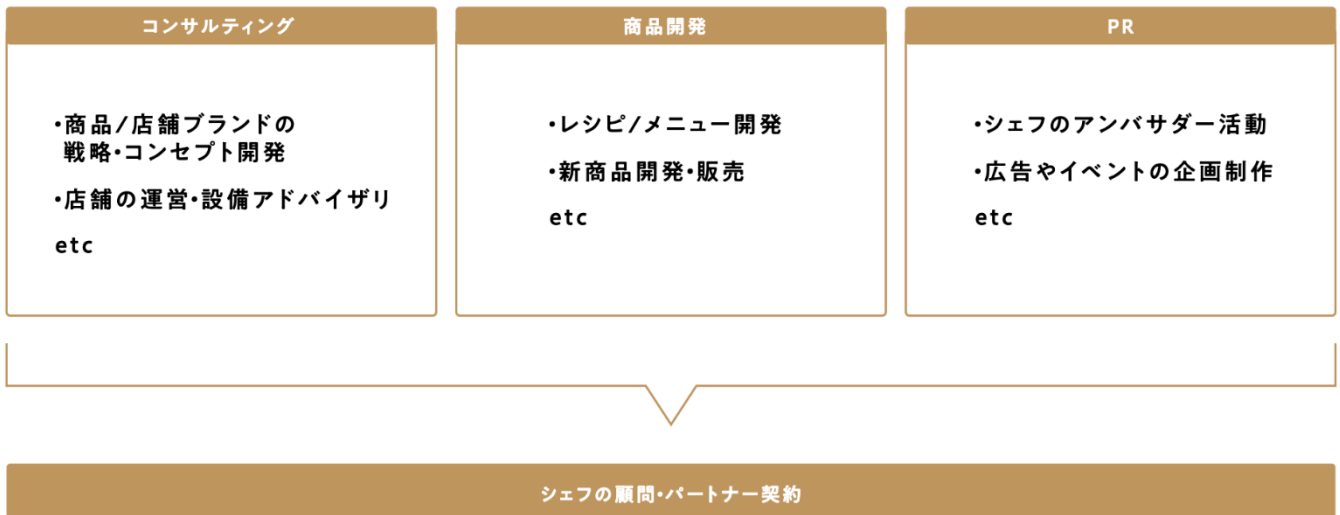 コンサルティング
・商品/店舗ブランドの
戦略・コンセプト開発
・店舗の運営・設備アドバイザリ
etc
商品開発
・レシピ/メニュー開発
・新商品開発・販売
etc
PR
・シェフのアンバサダー活動
・広告やイベントの企画制作
etc
シェフの顧問・パートナー契約